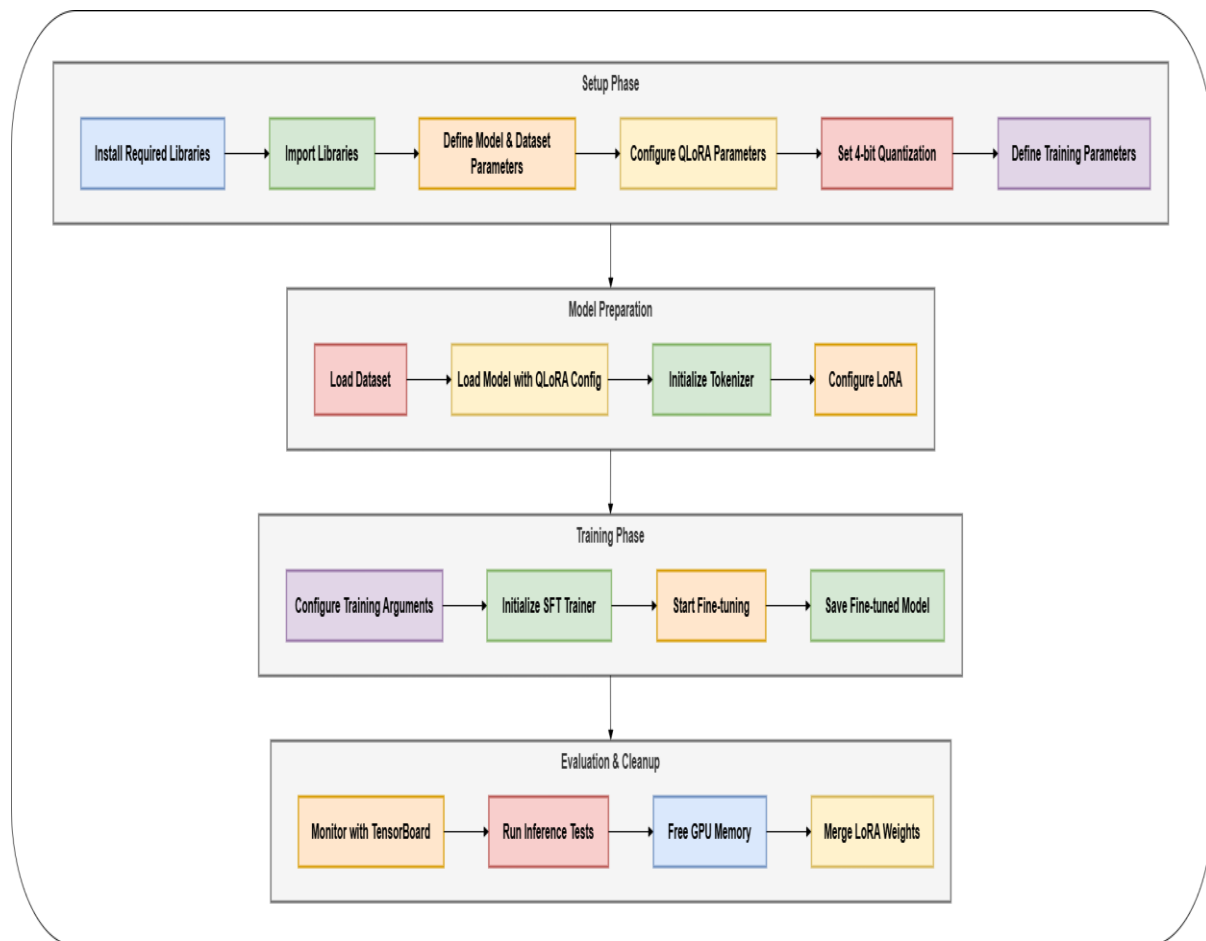 Setup Phase
Install Required Libraries
Import Libraries
Define Model & Dataset
Parameters
Configure QLoRA Parameters
Set 4-bit Quantization
Define Training Parameters
Model Preparation
Load Dataset
Load Model with QLoRA Config
Initialize Tokenizer
Configure LoRA
Training Phase
Configure Training Arguments
Initialize SFT Trainer
Start Fine-tuning
Save Fine-tuned Model
Evaluation & Cleanup
Monitor with TensorBoard
Run Inference Tests
Free GPU Memory
Merge LoRA Weights